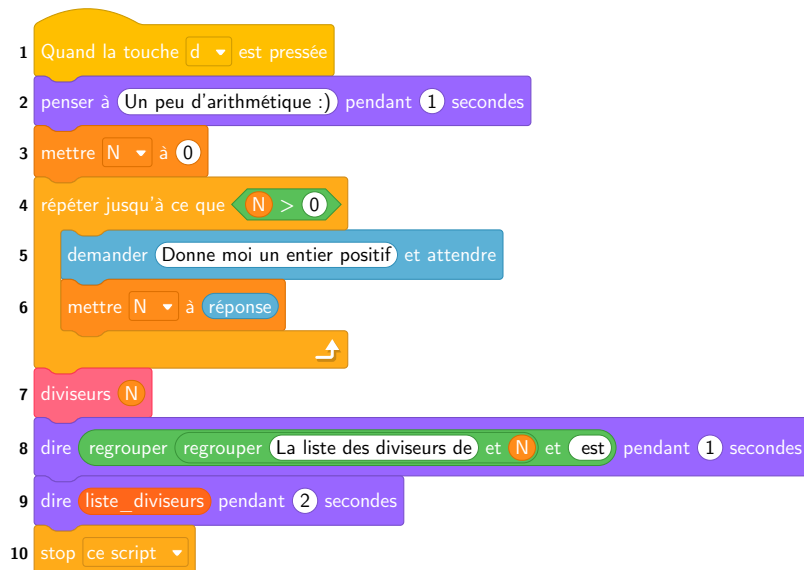 1 Quand la touche d est pressée
2 penser à Un peu d'arithmétique :) pendant 1 secondes
3 mettre N à 0
4 répéter jusqu'à ce que N > 0
5 demander Donne moi un entier positif et attendre
6 mettre N à réponse
7 diviseurs N
8 dire regrouper regrouper La liste des diviseurs de et N et est pendant 1 secondes
9 dire liste_diviseurs pendant 2 secondes
10 stop ce script